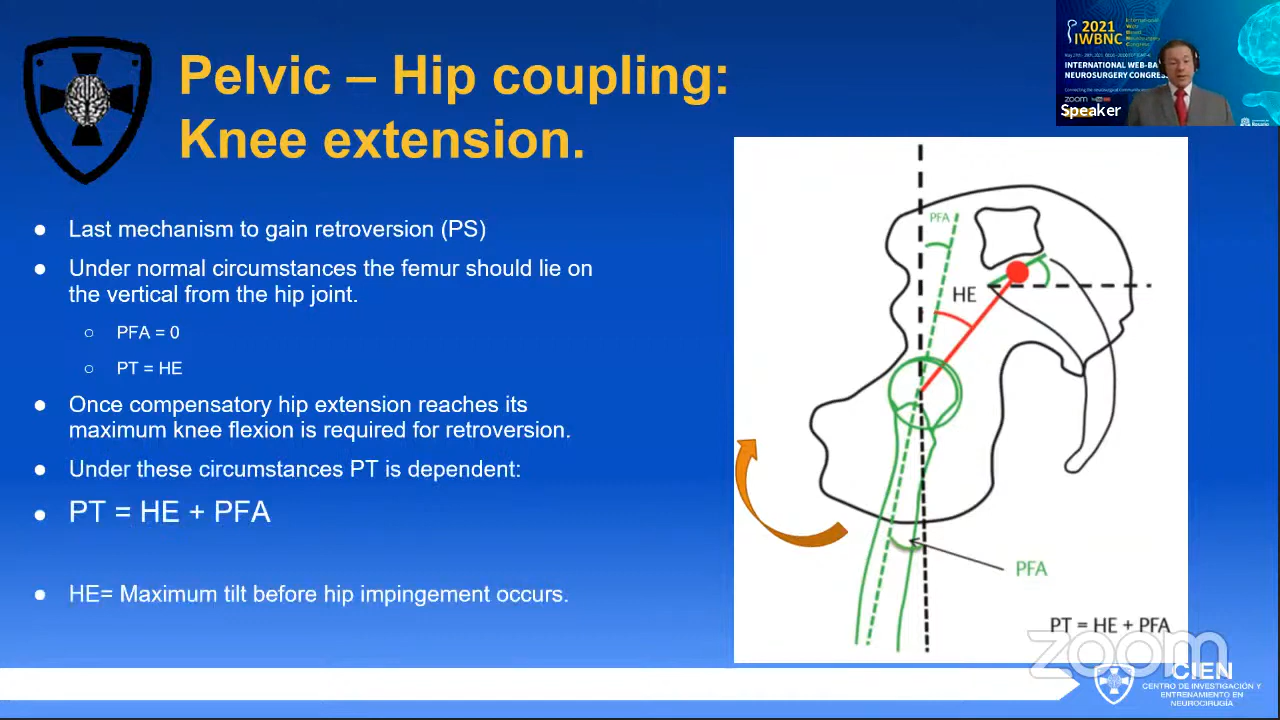 Pelvic – Hip coupling:
Knee extension.
Last mechanism to gain retroversion (PS)
Under normal circumstances the femur should lie on
the vertical from the hip joint.
PFA = 0
PT = HE
Once compensatory hip extension reaches its
maximum knee flexion is required for retroversion.
Under these circumstances PT is dependent:
PT = HE + PFA
HE= Maximum tilt before hip impingement occurs.
PFA
HE
PFA
PT = HE + PFA
zoom
CIEN
CENTRO DE INVESTIGACIÓN Y
ENTRENAMIENTO EN
NEUROCIRUGÍA
2021
IWBNC
INTERNATIONAL WEB-BA
NEUROSURGERY CONGRES
zoom
Speaker